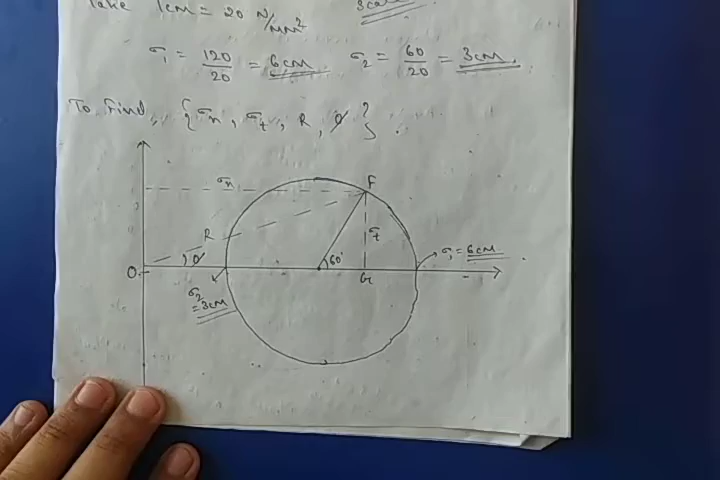 Take 1cm = 20 N/mm² Scale
σ₁ = 120/20 = 6cm. σ₂ = 60/20 = 3cm.
To Find, {σn, σt, R, Ø}.
σn F
R σt
Ø 60° σ₁ = 6cm.
O G
σ₂ = 3cm